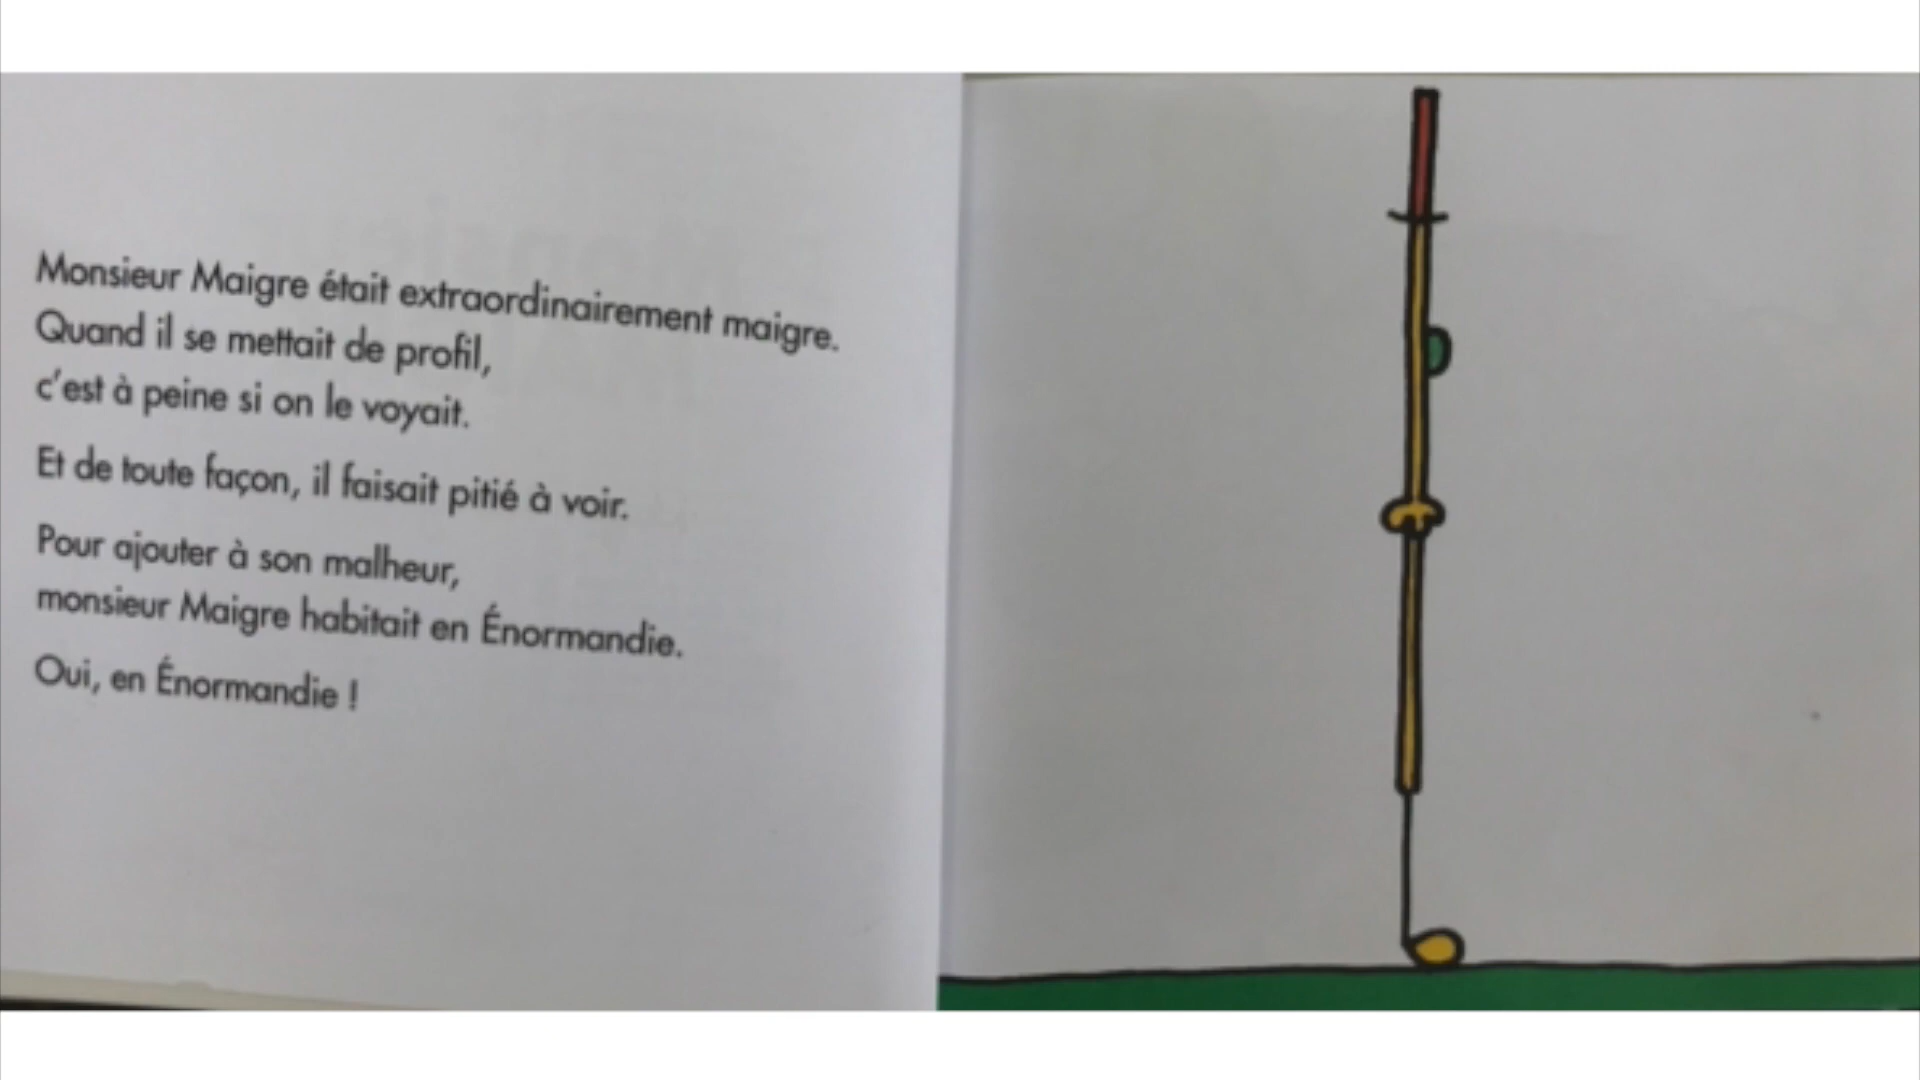 Monsieur Maigre était extraordinairement maigre.
Quand il se mettait de profil,
c'est à peine si on le voyait.
Et de toute façon, il faisait pitié à voir.
Pour ajouter à son malheur,
monsieur Maigre habitait en Énormandie.
Oui, en Énormandie !